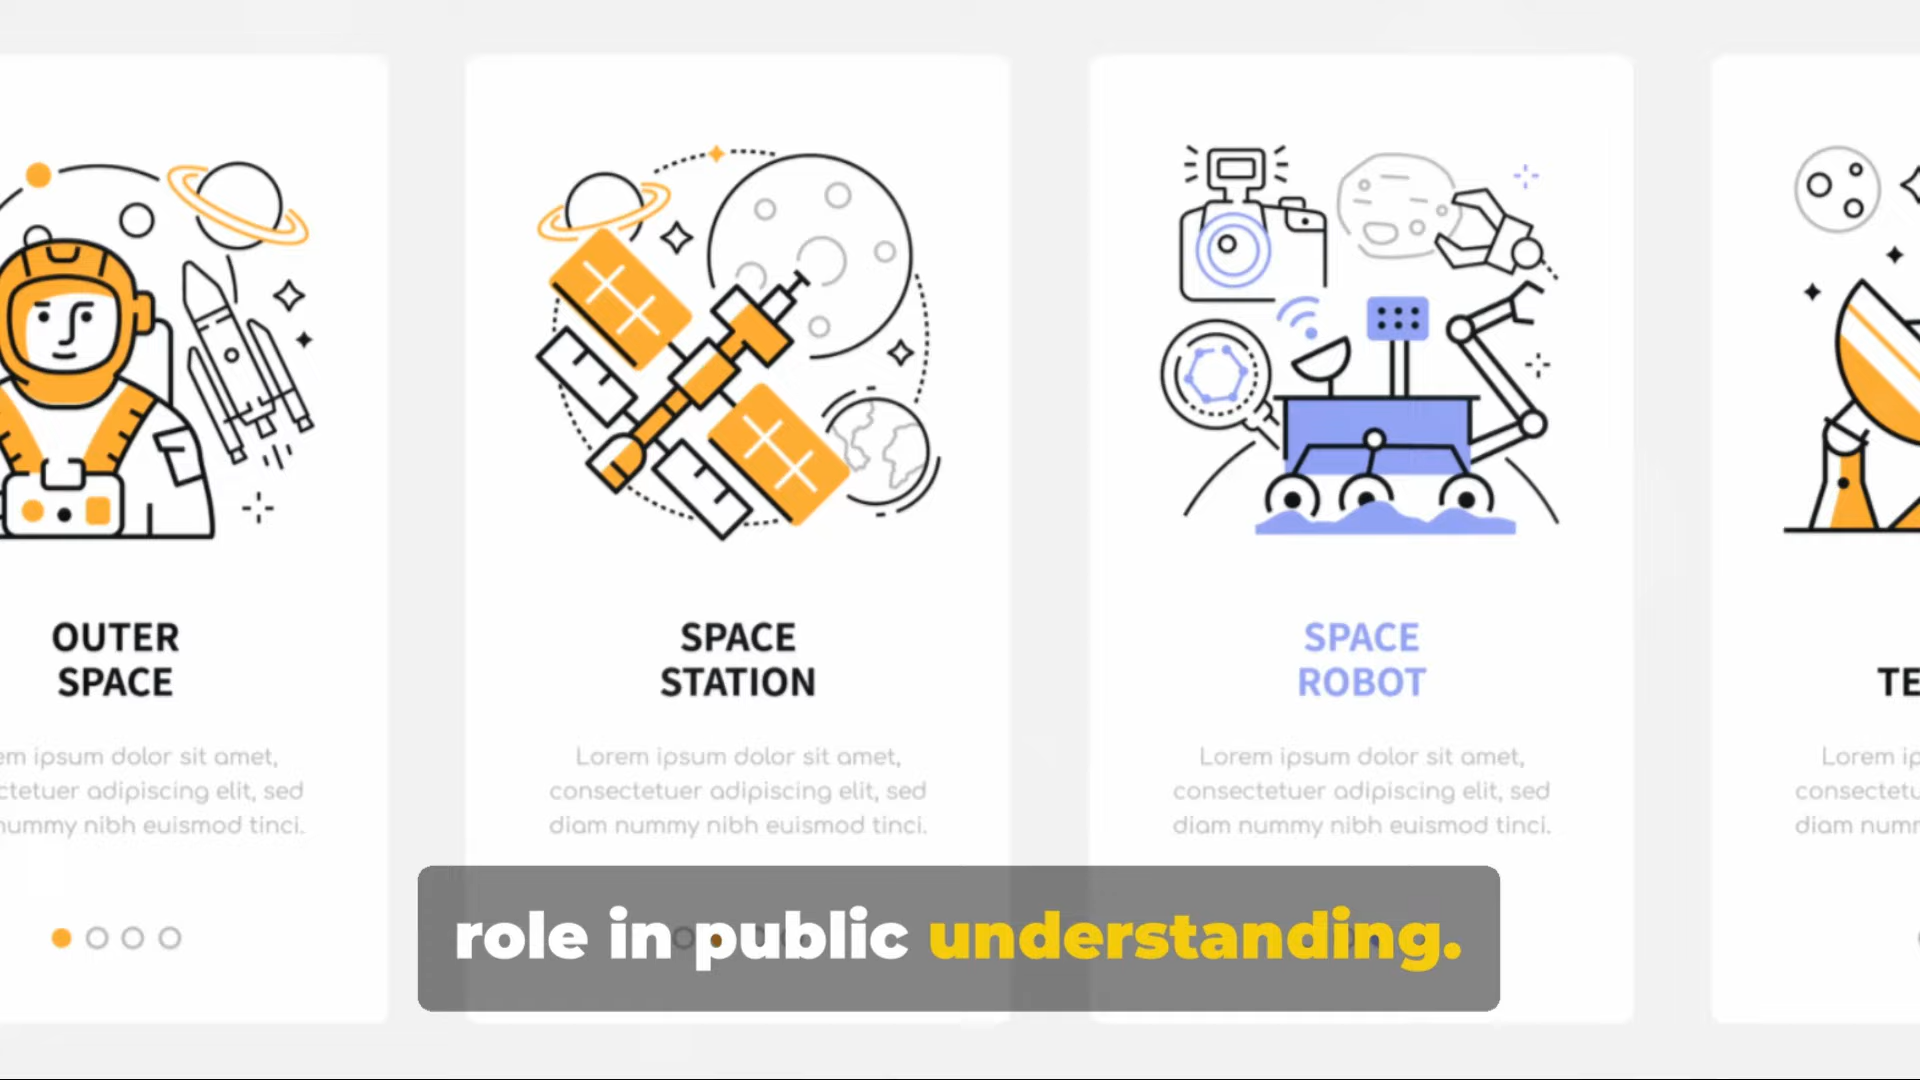 OUTER
SPACE
em ipsum dolor sit amet,
ctetuer adipiscing elit, sed
nummy nibh euismod tinci.
SPACE
STATION
Lorem ipsum dolor sit amet,
consectetuer adipiscing elit, sed
diam nummy nibh euismod tinci.
SPACE
ROBOT
Lorem ipsum dolor sit amet,
consectetuer adipiscing elit, sed
diam nummy nibh euismod tinci.
TE
Lorem ip
consectetu
diam numm
role in public understanding.